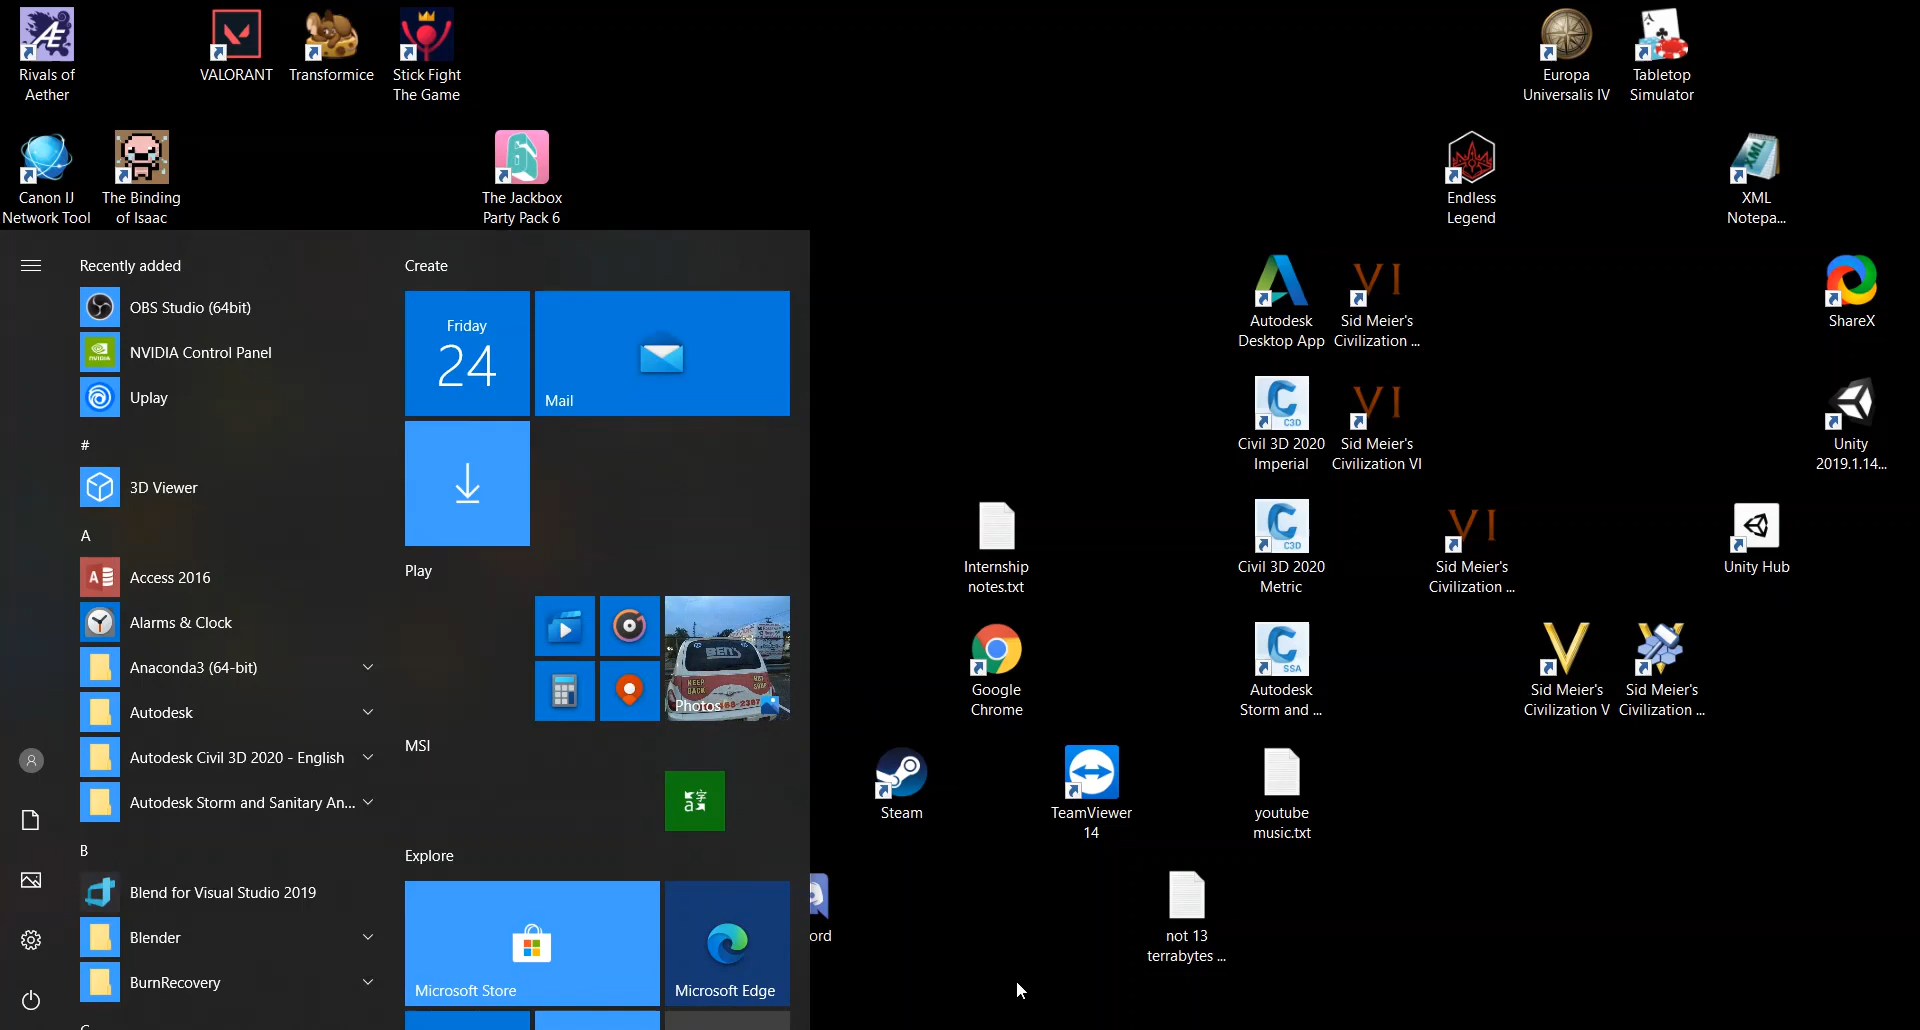 Rivals of
Aether
VALORANT
Transformice
Stick Fight
The Game
Europa
Universalis IV
Tabletop
Simulator
Canon IJ
Network Tool
The Binding
of Isaac
The Jackbox
Party Pack 6
Endless
Legend
XML
Notepa...
Recently added
OBS Studio (64bit)
NVIDIA Control Panel
Uplay
#
3D Viewer
A
Access 2016
Alarms & Clock
Anaconda3 (64-bit)
Autodesk
Autodesk Civil 3D 2020 - English
Autodesk Storm and Sanitary An...
B
Blend for Visual Studio 2019
Blender
BurnRecovery
Create
Friday
24
Mail
Play
Photos
MSI
Explore
Microsoft Store
Microsoft Edge
Autodesk
Desktop App
Sid Meier's
Civilization ...
ShareX
Civil 3D 2020
Imperial
Sid Meier's
Civilization VI
Unity
2019.1.14...
Internship
notes.txt
Civil 3D 2020
Metric
Sid Meier's
Civilization ...
Unity Hub
Google
Chrome
Autodesk
Storm and ...
Sid Meier's
Civilization V
Sid Meier's
Civilization ...
Steam
TeamViewer
14
youtube
music.txt
ord
not 13
terrabytes ...